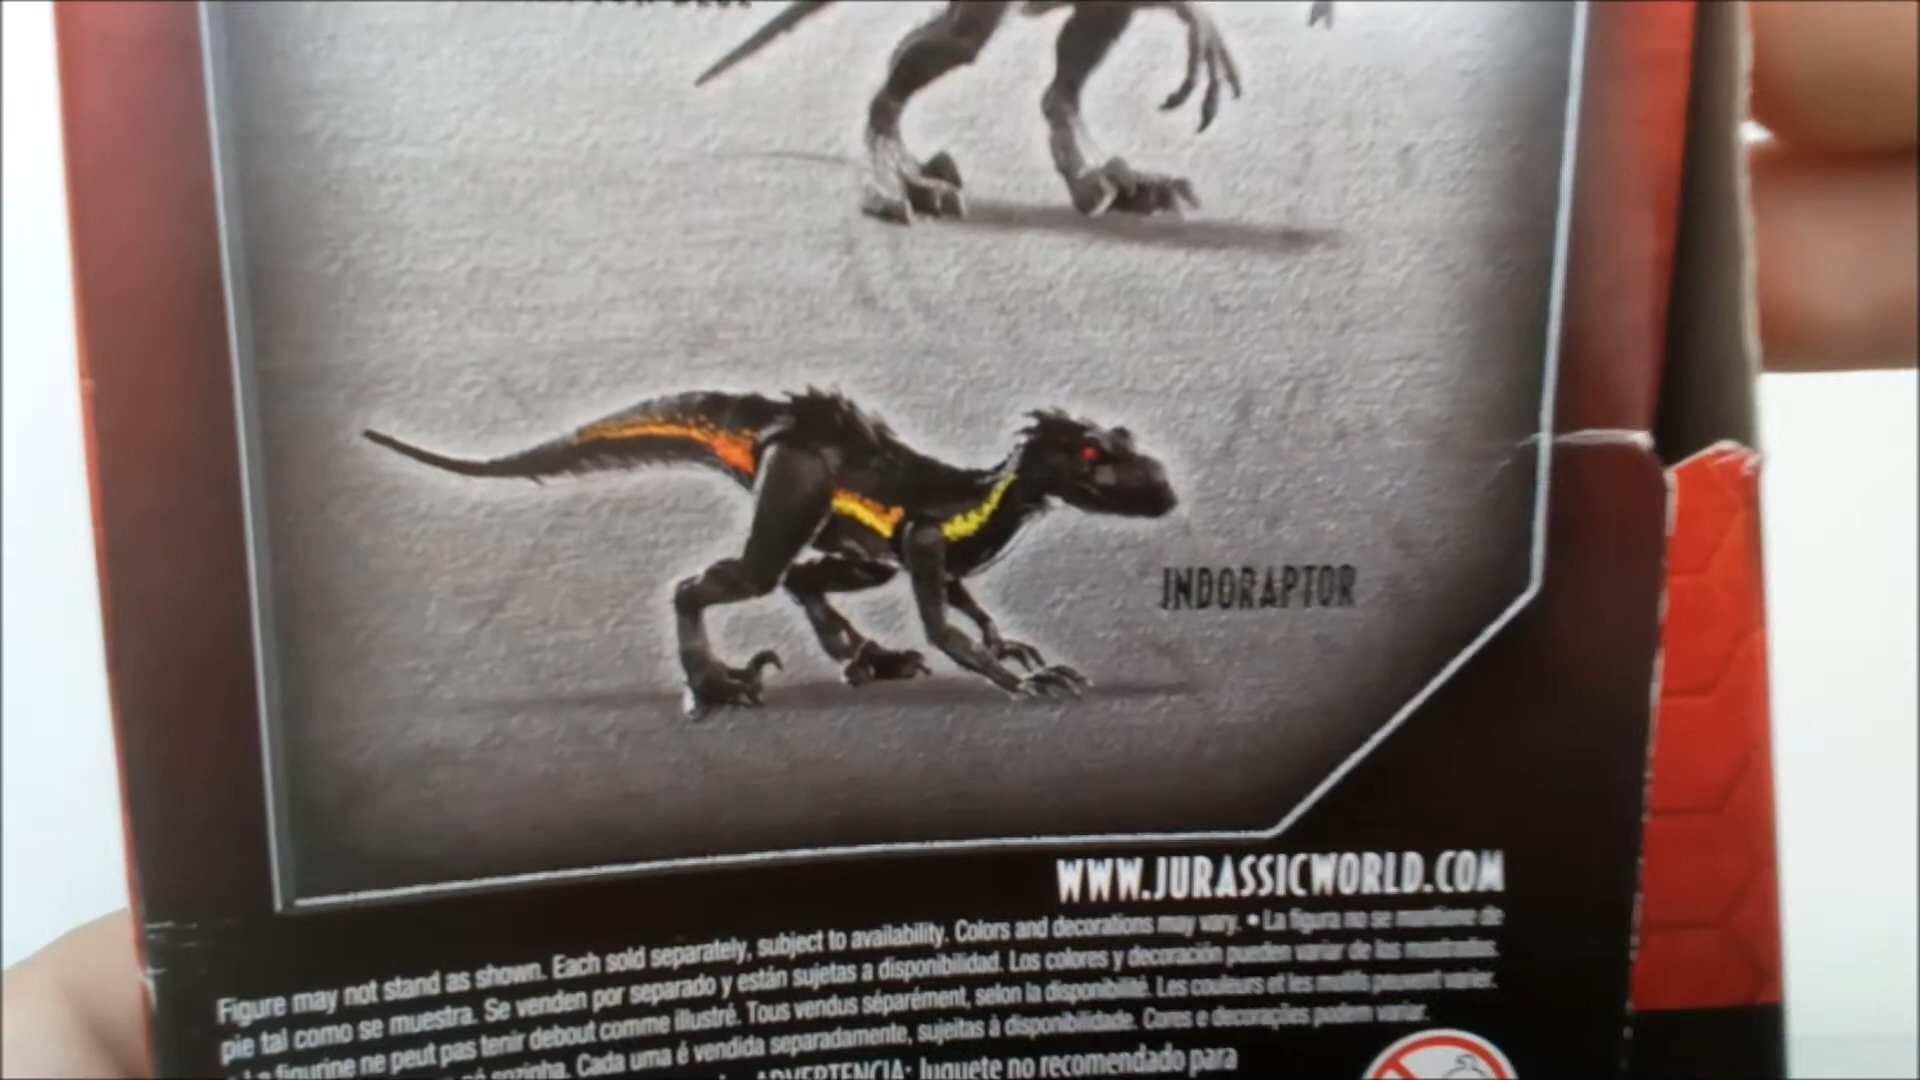 INDORAPTOR
WWW.JURASSICWORLD.COM
Figure may not stand as shown. Each sold separately, subject to availability. Colors and decorations may vary. • La figura no se mantiene de
pie tal como se muestra. Se venden por separado y están sujetas a disponibilidad. Los colores y decoración pueden variar de los mostrados.
La figurine ne peut pas tenir debout comme illustré. Tous vendus séparément, selon la disponibilité. Les couleurs et les motifs peuvent varier.
sozinha. Cada uma é vendida separadamente, sujeitas à disponibilidade. Cores e decorações podem variar.
ADVERTENCIA: Juguete no recomendado para